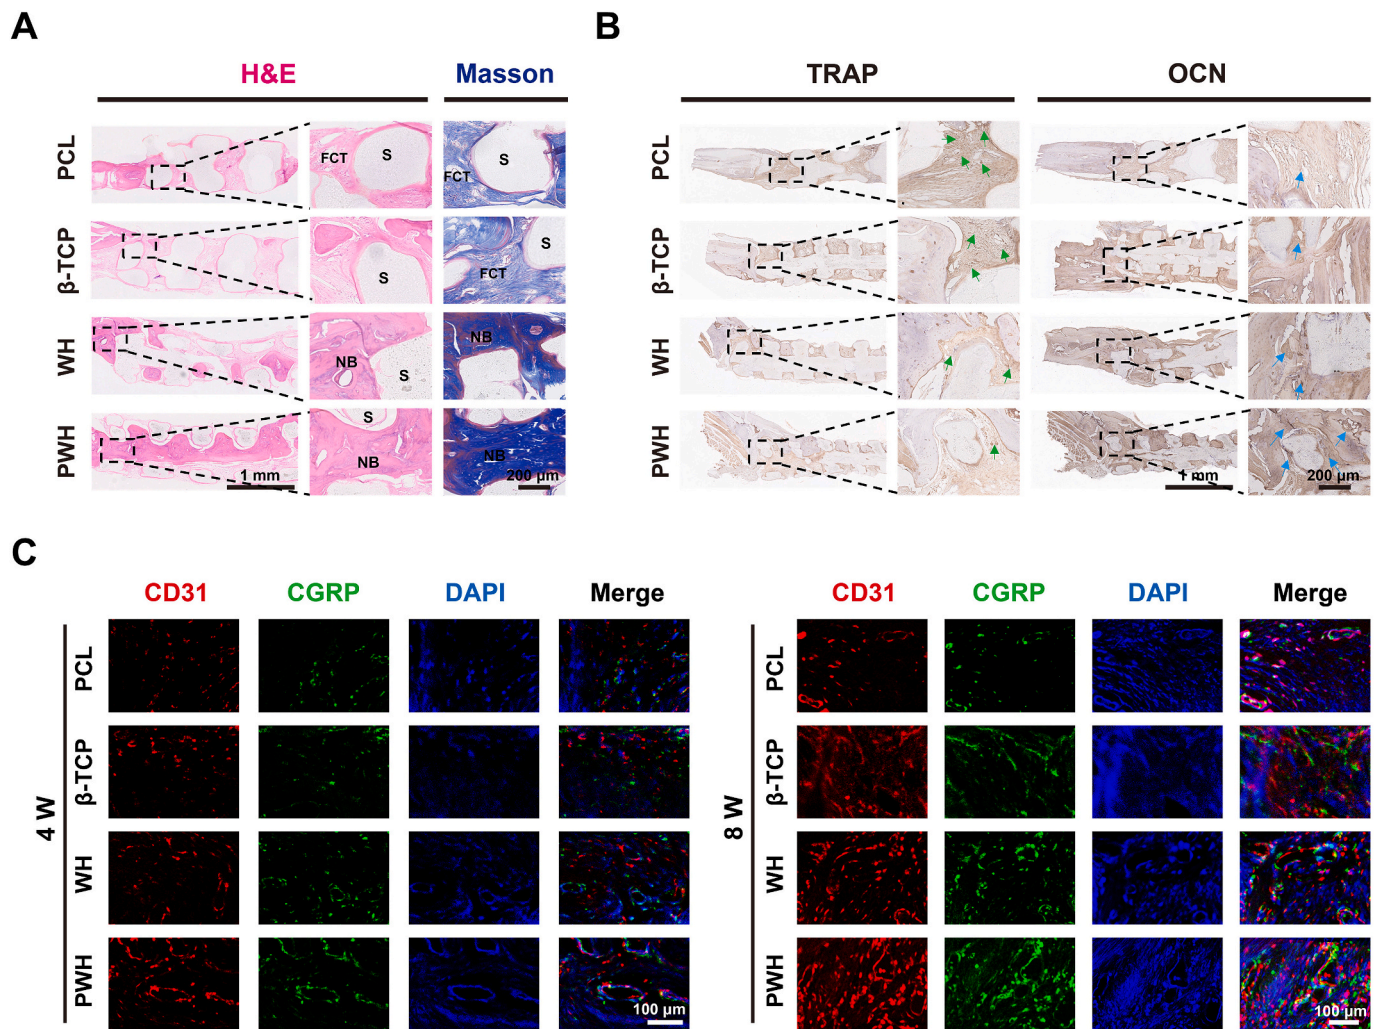 A
B
H&E
Masson
TRAP
OCN
PCL
FCT
S
FCT
S
β-TCP
S
FCT
S
WH
NB
S
NB
PWH
S
NB
NB
1 mm
200 μm
PCL
β-TCP
WH
PWH
1 mm
200 μm
C
CD31
CGRP
DAPI
Merge
CD31
CGRP
DAPI
Merge
4 W
PCL
β-TCP
WH
PWH
100 μm
8 W
PCL
β-TCP
WH
PWH
100 μm